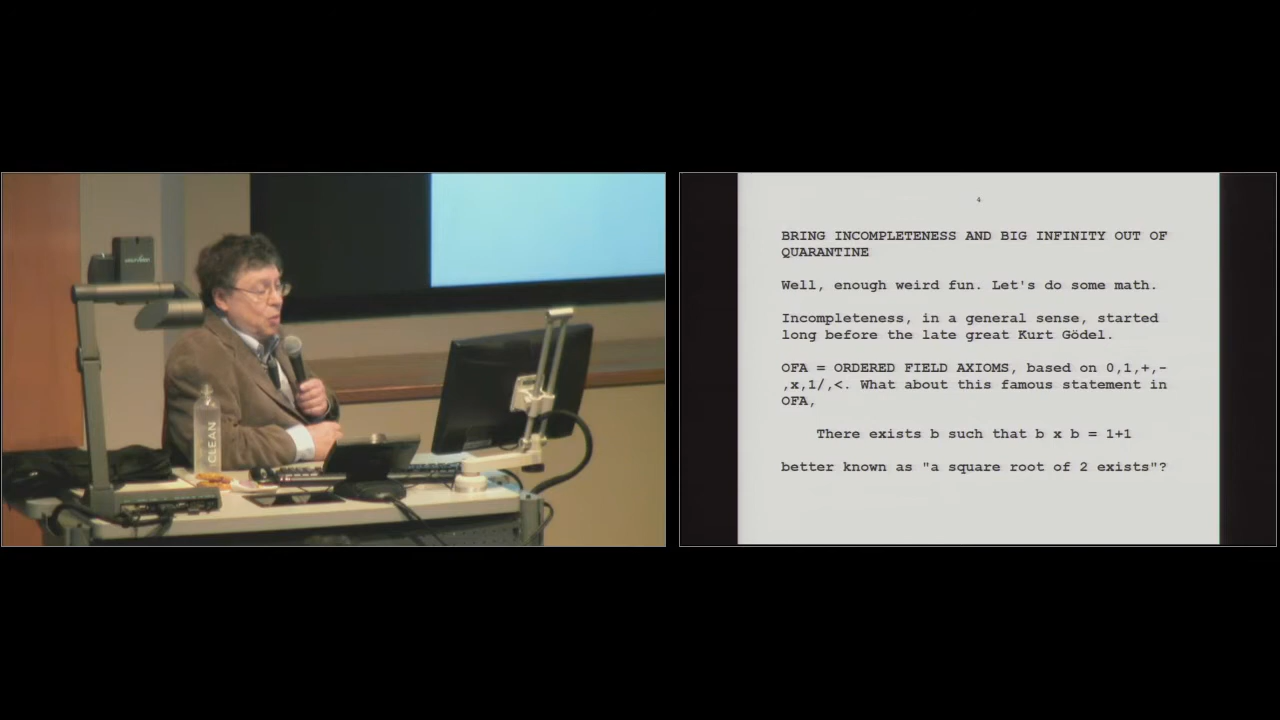 CLEAN
4
BRING INCOMPLETENESS AND BIG INFINITY OUT OF
QUARANTINE
Well, enough weird fun. Let's do some math.
Incompleteness, in a general sense, started
long before the late great Kurt Gödel.
OFA = ORDERED FIELD AXIOMS, based on 0,1,+,-
,x,1/,<. What about this famous statement in
OFA,
There exists b such that b x b = 1+1
better known as "a square root of 2 exists"?